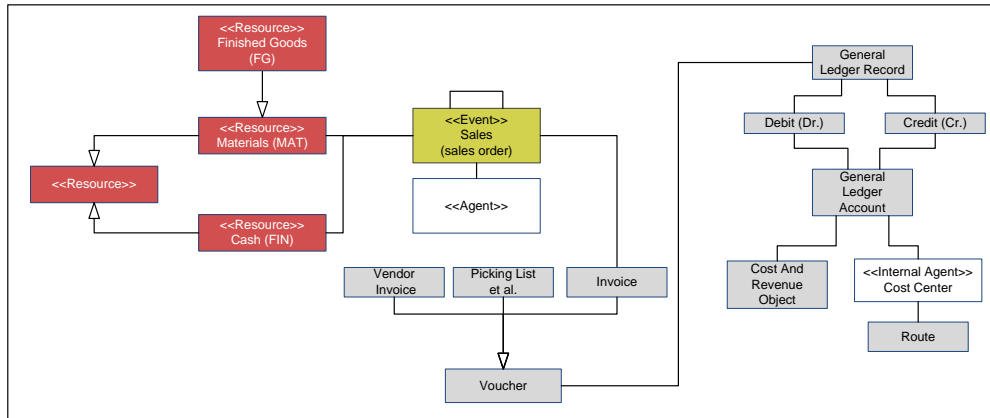 <<Resource>>
Finished Goods
(FG)
<<Resource>>
Materials (MAT)
<<Resource>>
<<Resource>>
Cash (FIN)
<<Event>>
Sales
(sales order)
<<Agent>>
Vendor
Invoice
Picking List
et al.
Invoice
Voucher
General
Ledger Record
Debit (Dr.)
Credit (Cr.)
General
Ledger
Account
Cost And
Revenue
Object
<<Internal Agent>>
Cost Center
Route